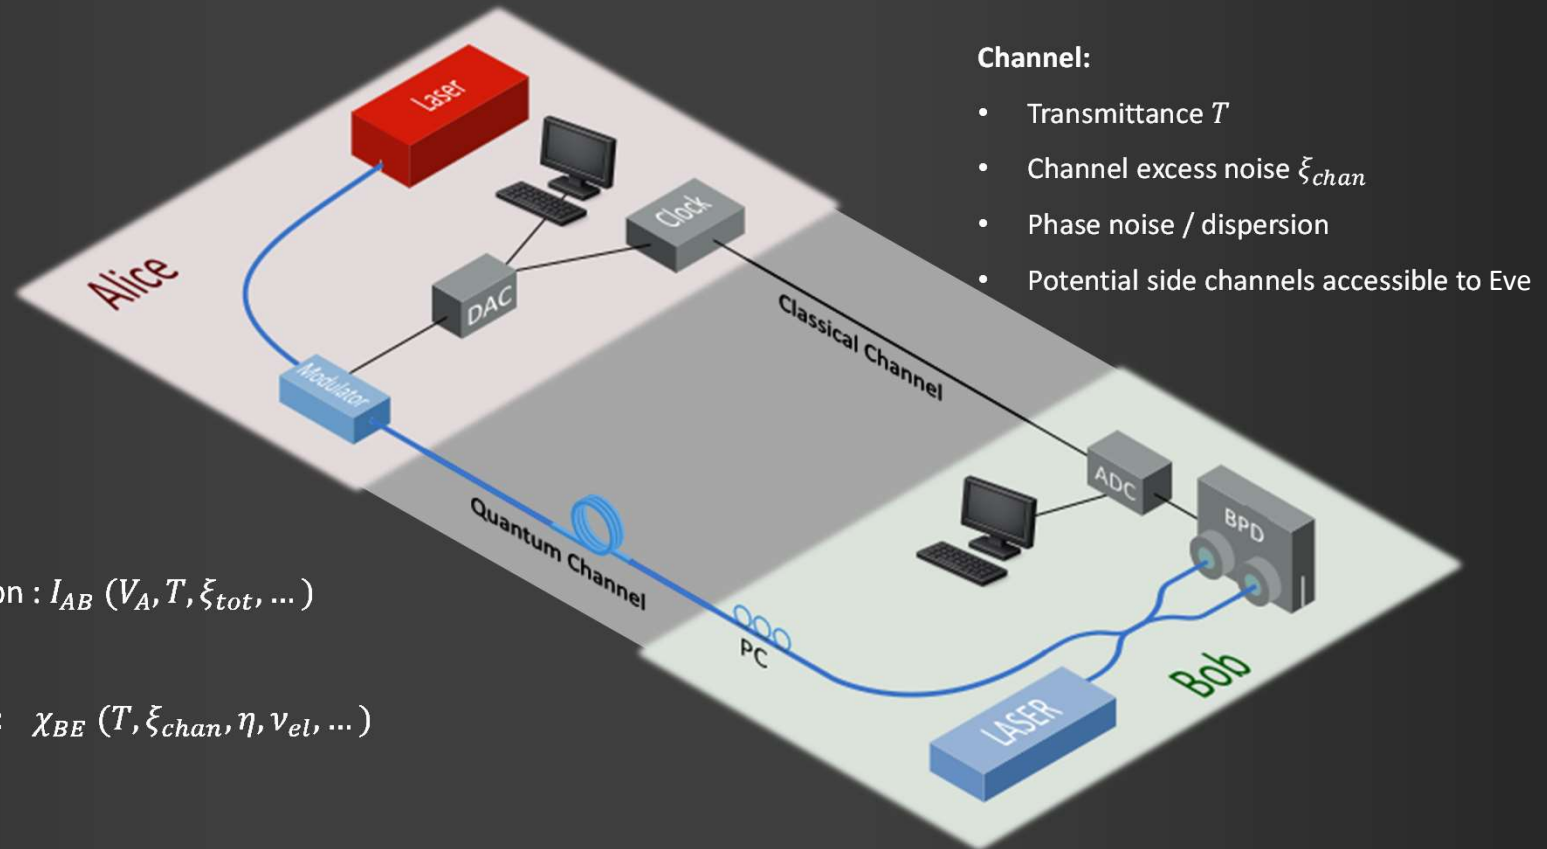 Channel:
• Transmittance T
• Channel excess noise ξ_chan
• Phase noise / dispersion
• Potential side channels accessible to Eve
Laser
Clock
DAC
Alice
Modulator
Classical Channel
Quantum Channel
ADC
BPD
PC
LASER
Bob
on : I_AB (V_A, T, ξ_tot, … )
: χ_BE (T, ξ_chan, η, ν_el, … )